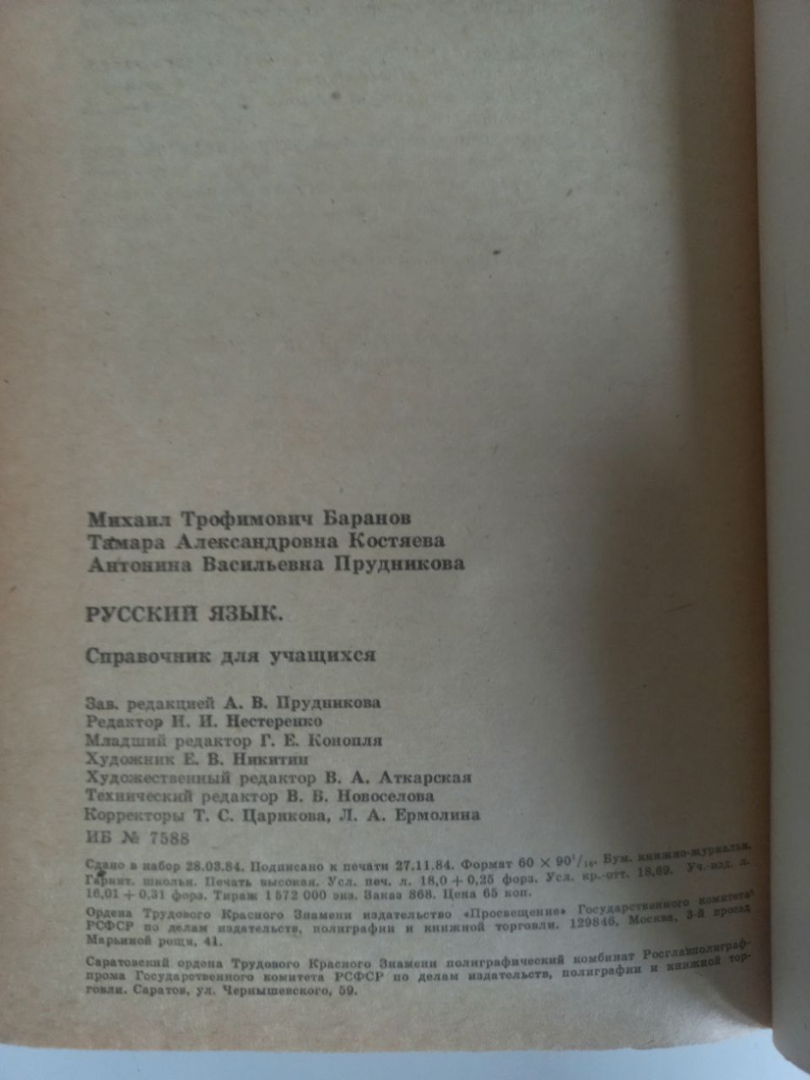 Михаил Трофимович Баранов
Тамара Александровна Костяева
Антонина Васильевна Прудникова
РУССКИЙ ЯЗЫК.
Справочник для учащихся
Зав. редакцией А. В. Прудникова
Редактор Н. И. Нестеренко
Младший редактор Г. Е. Конопля
Художник Е. В. Никитин
Художественный редактор В. А. Аткарская
Технический редактор В. В. Новоселова
Корректоры Т. С. Царикова, Л. А. Ермолина
ИБ № 7588
Сдано в набор 28.03.84. Подписано к печати 27.11.84. Формат 60 × 90¹/₁₆. Бум. книжно-журнальн.
Гарнит. школьн. Печать высокая. Усл. печ. л. 18,0 + 0,25 форз. Усл. кр.-отт. 18,69. Уч.-изд. л.
16,01 + 0,31 форз. Тираж 1 572 000 экз. Заказ 868. Цена 65 коп.
Ордена Трудового Красного Знамени издательство «Просвещение» Государственного комитета
РСФСР по делам издательств, полиграфии и книжной торговли. 129846, Москва, 3-й проезд
Марьиной рощи, 41.
Саратовский ордена Трудового Красного Знамени полиграфический комбинат Росглавполиграф-
прома Государственного комитета РСФСР по делам издательств, полиграфии и книжной тор-
говли. Саратов, ул. Чернышевского, 59.